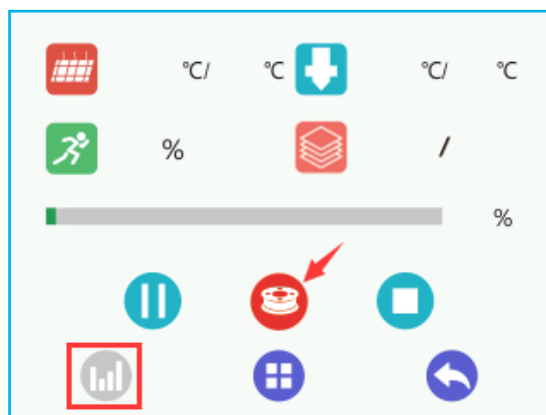 ℃/ ℃ ℃/ ℃
% /
%